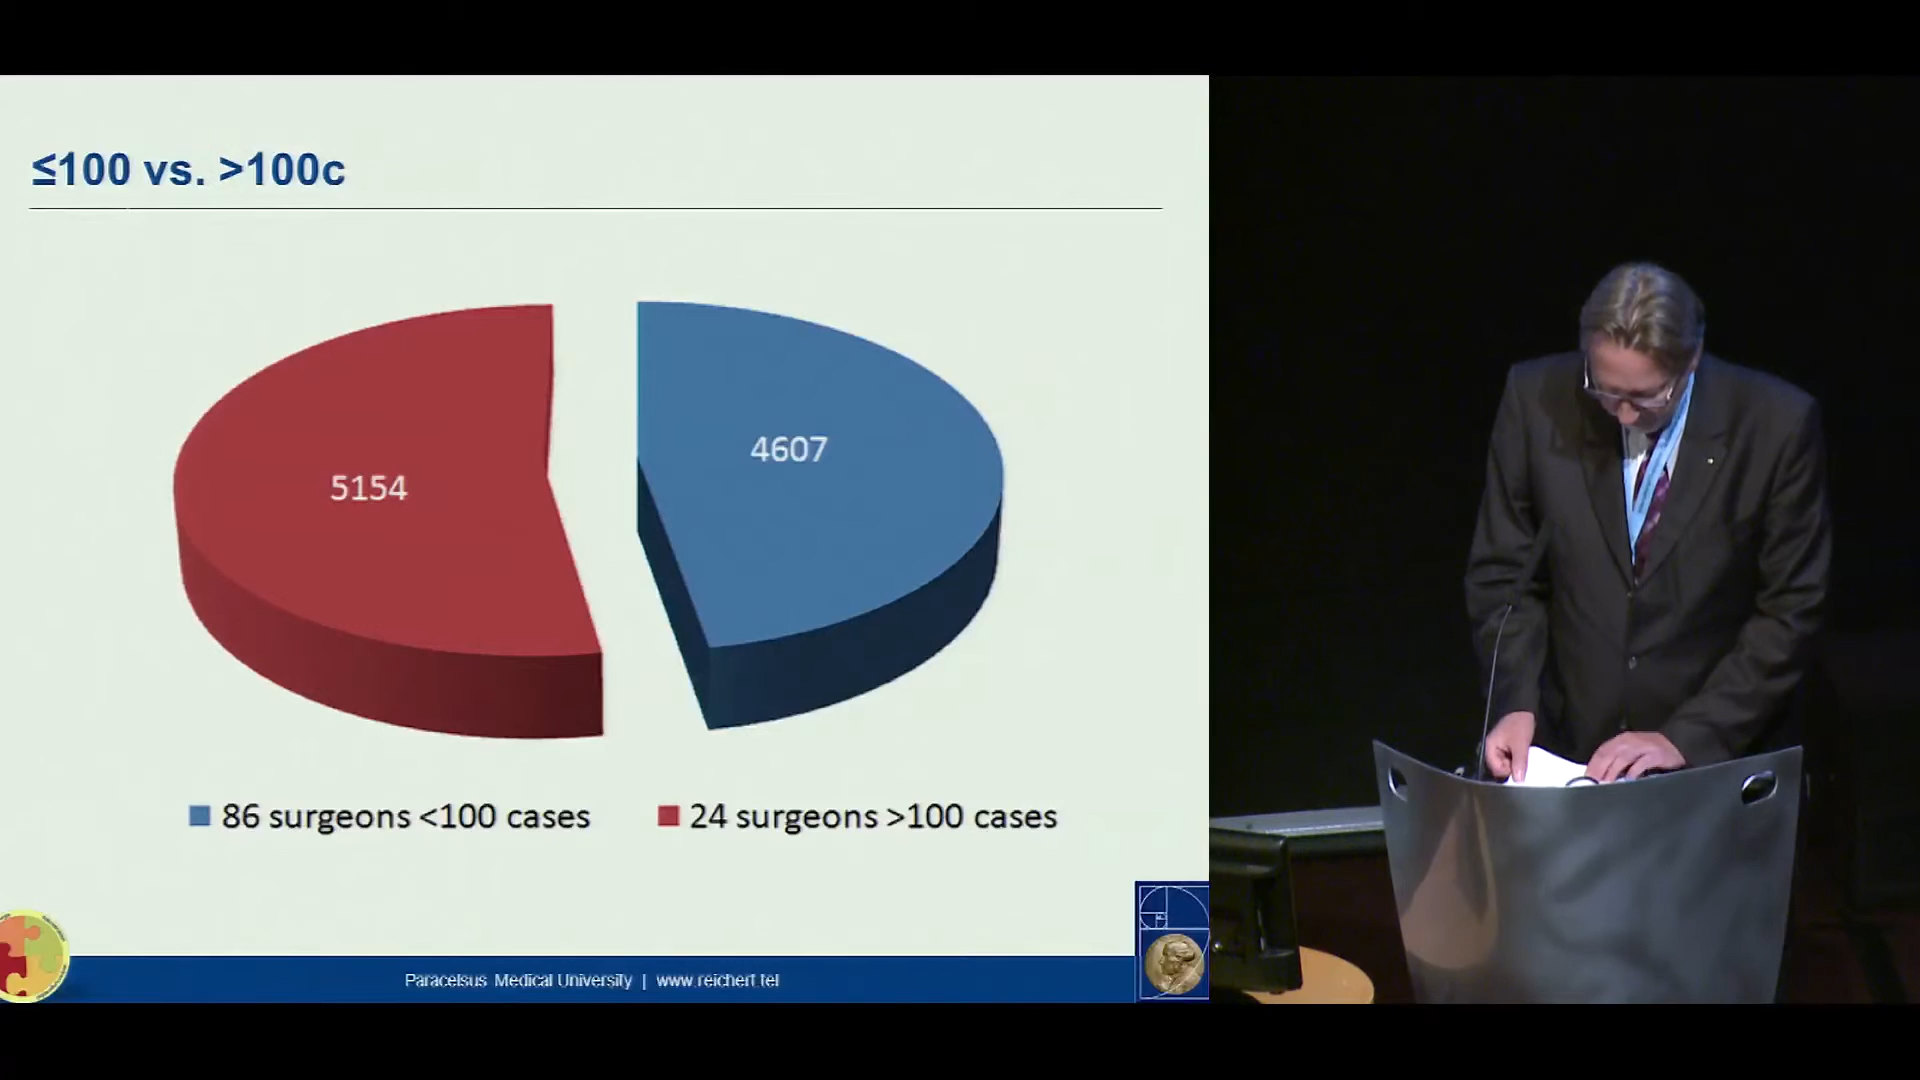 ≤100 vs. >100c
4607
5154
86 surgeons <100 cases
24 surgeons >100 cases
Paracelsus Medical University | www.reichert.tel